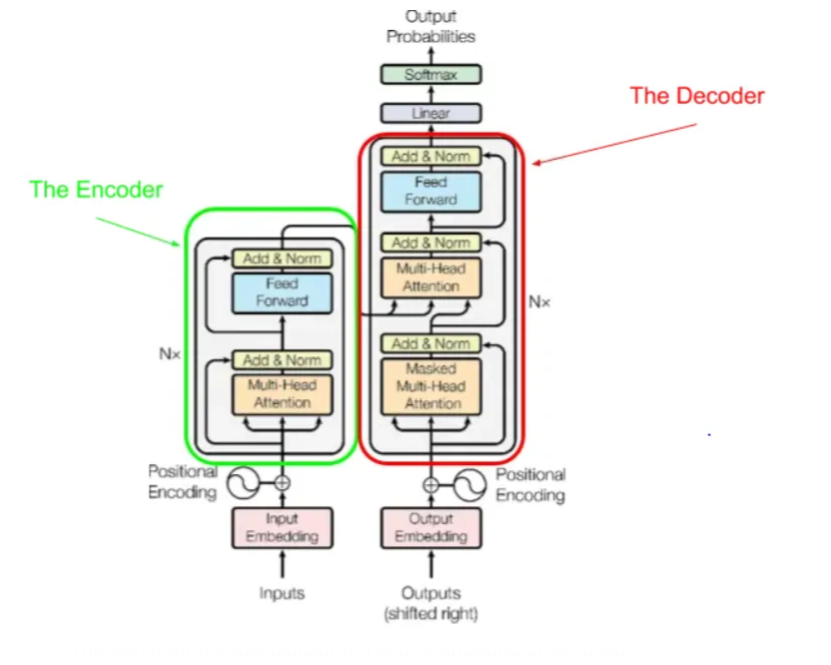 Output
Probabilities
Softmax
Linear
The Decoder
Add & Norm
Feed
Forward
The Encoder
Add & Norm
Multi-Head
Attention
Add & Norm
Feed
Forward
Nx
Add & Norm
Masked
Multi-Head
Attention
Nx
Add & Norm
Multi-Head
Attention
Positional
Encoding
Positional
Encoding
Input
Embedding
Output
Embedding
Inputs
Outputs
(shifted right)